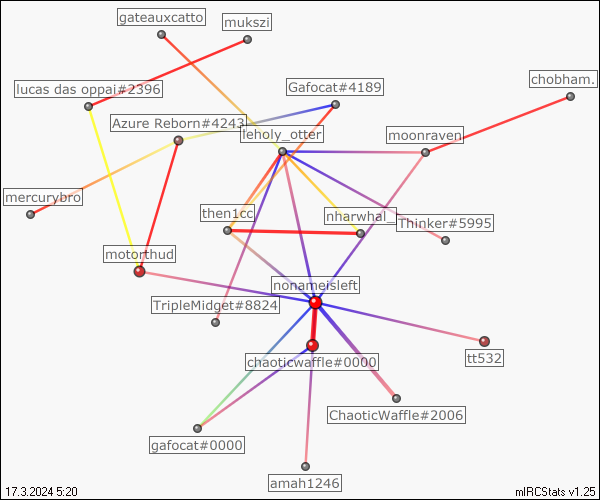 gateauxcatto
mukszi
chobham.
lucas das oppai#2396
Gafocat#4189
Azure Reborn#4243
leholy_otter
moonraven
mercurybro
then1cc
nharwhal_
Thinker#5995
motorthud
nonameisleft
TripleMidget#8824
chaoticwaffle#0000
tt532
ChaoticWaffle#2006
gafocat#0000
amah1246
17.3.2024 5:20
mIRCStats v1.25